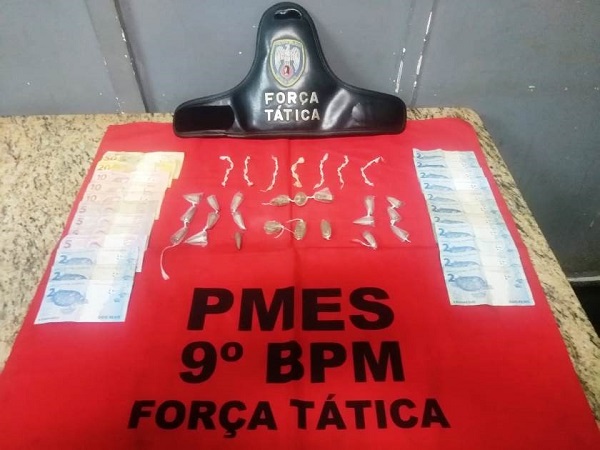 FORÇA
TÁTICA
PMES
9º BPM
FORÇA TÁTICA